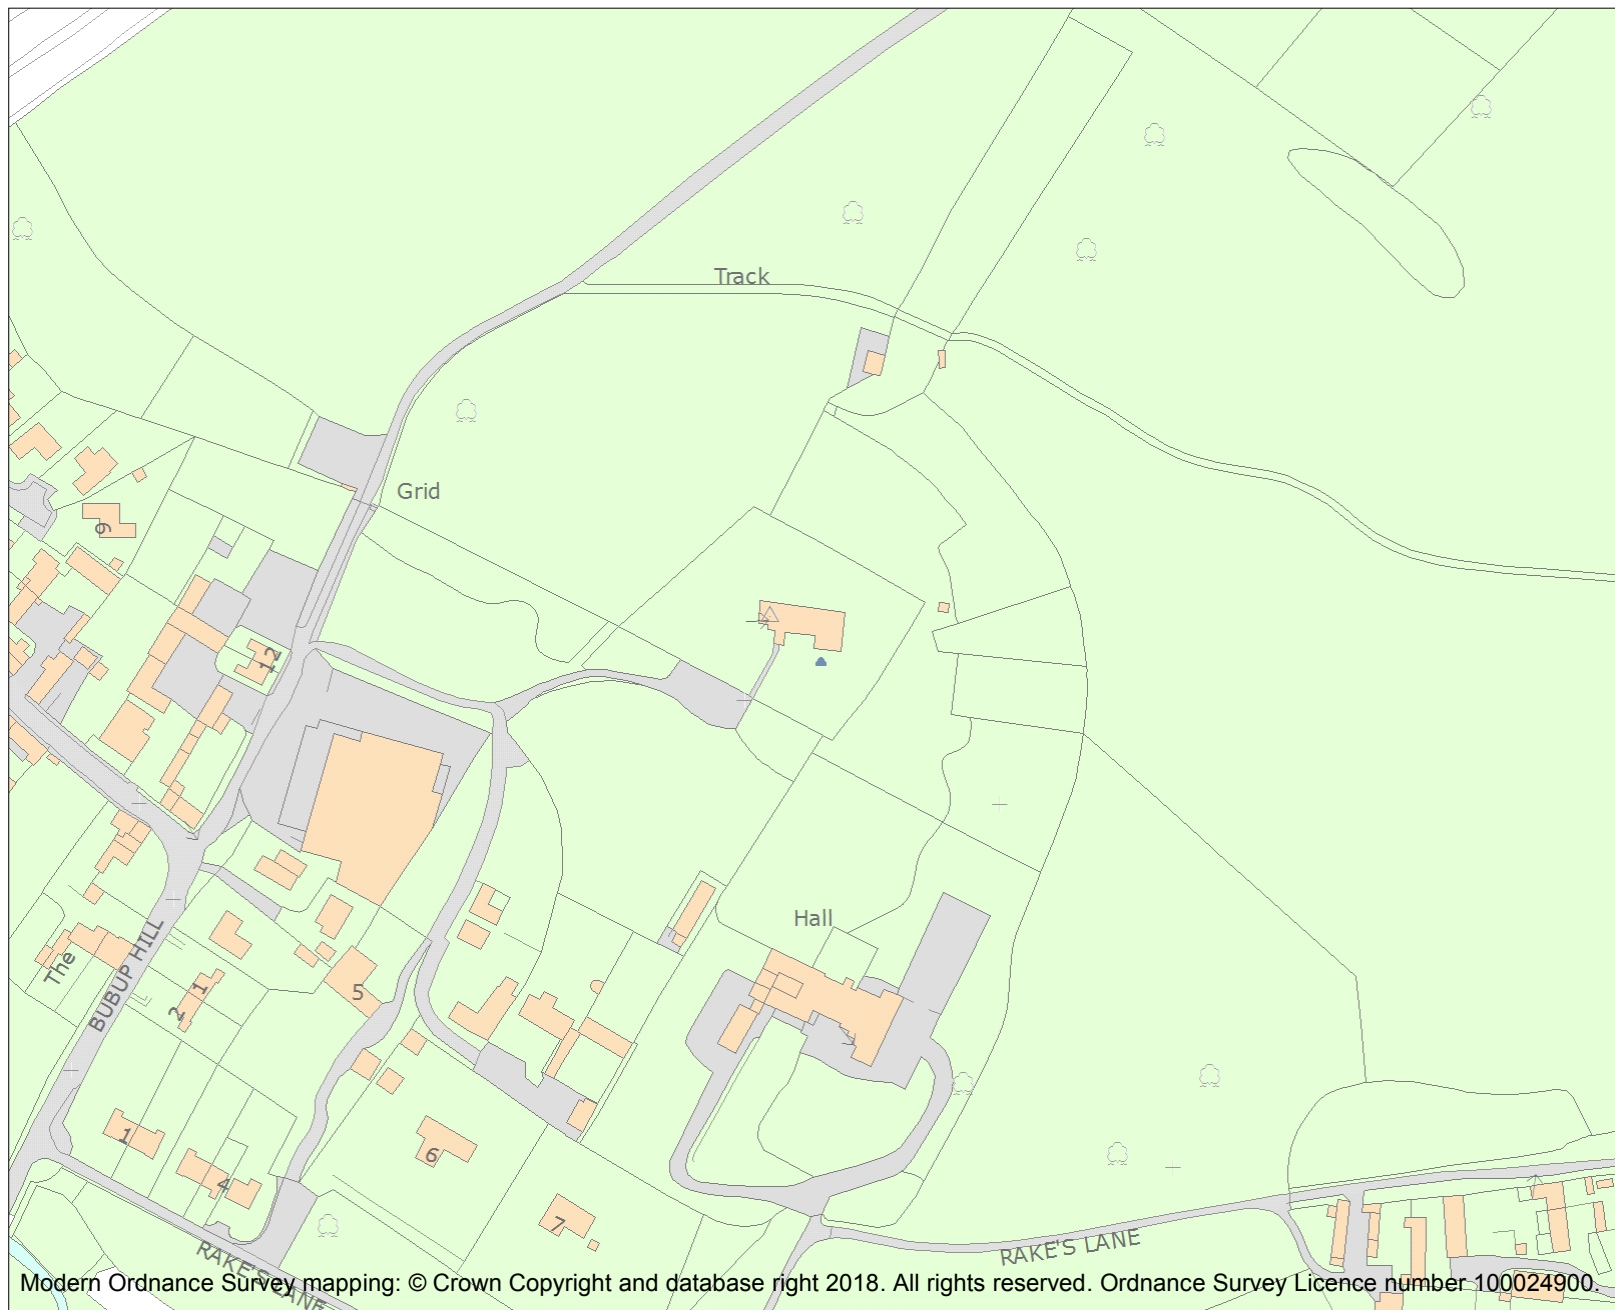 Track
Grid
9
12
Hall
The
BUBUP HILL
2 1
5
1
4
6
7
RAKE'S LANE
RAKE'S LANE
Modern Ordnance Survey mapping: © Crown Copyright and database right 2018. All rights reserved. Ordnance Survey Licence number 100024900.